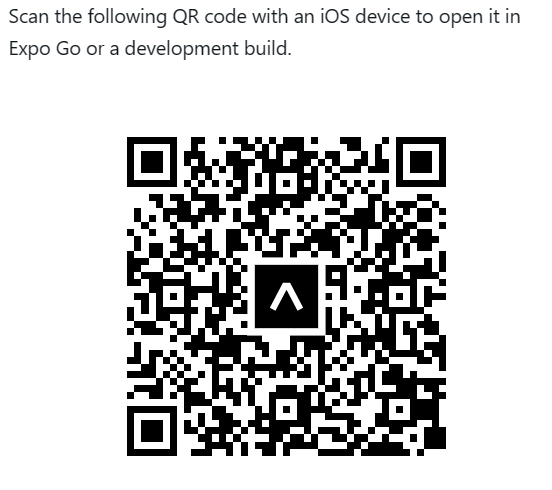 Scan the following QR code with an iOS device to open it in
Expo Go or a development build.